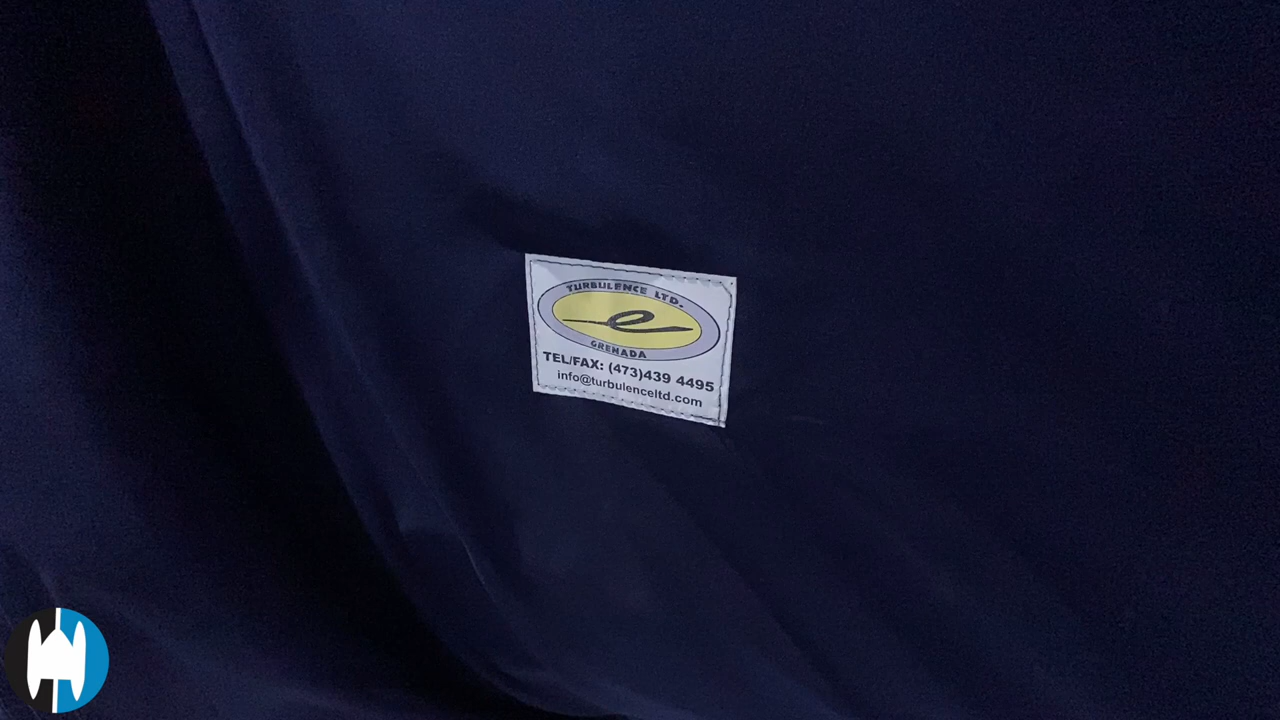 TURBULENCE LTD.
e
GRENADA
TEL/FAX: (473)439 4495
info@turbulenceltd.com